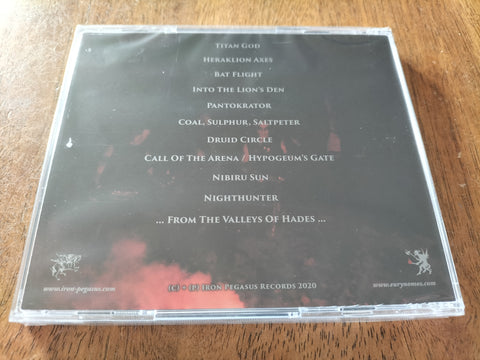 Titan God
Heraklion Axes
Bat Flight
Into The Lion's Den
Pantokrator
Coal, Sulphur, Saltpeter
Druid Circle
Call Of The Arena / Hypogeum's Gate
Nibiru Sun
Nighthunter
... From The Valleys Of Hades ...
www.iron-pegasus.com
(C) + (P) Iron Pegasus Records 2020
www.eurynomos.com